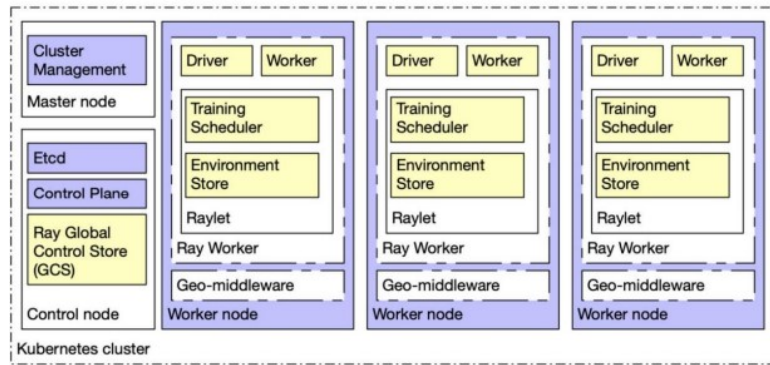 Cluster
Management
Master node
Etcd
Control Plane
Ray Global
Control Store
(GCS)
Control node
Driver
Worker
Training
Scheduler
Environment
Store
Raylet
Ray Worker
Geo-middleware
Worker node
Driver
Worker
Training
Scheduler
Environment
Store
Raylet
Ray Worker
Geo-middleware
Worker node
Driver
Worker
Training
Scheduler
Environment
Store
Raylet
Ray Worker
Geo-middleware
Worker node
Kubernetes cluster